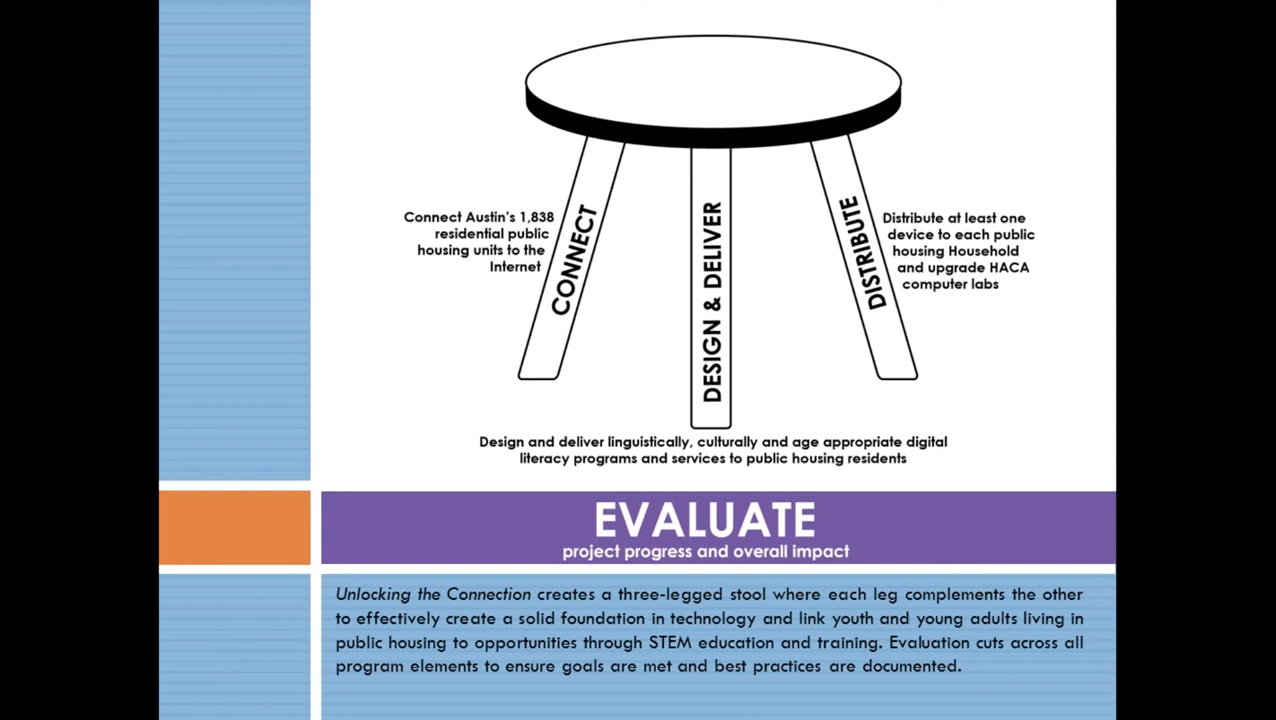 Connect Austin's 1,838
residential public
housing units to the
Internet
CONNECT
DESIGN & DELIVER
DISTRIBUTE
Distribute at least one
device to each public
housing Household
and upgrade HACA
computer labs
Design and deliver linguistically, culturally and age appropriate digital
literacy programs and services to public housing residents
EVALUATE
project progress and overall impact
Unlocking the Connection creates a three-legged stool where each leg complements the other
to effectively create a solid foundation in technology and link youth and young adults living in
public housing to opportunities through STEM education and training. Evaluation cuts across all
program elements to ensure goals are met and best practices are documented.